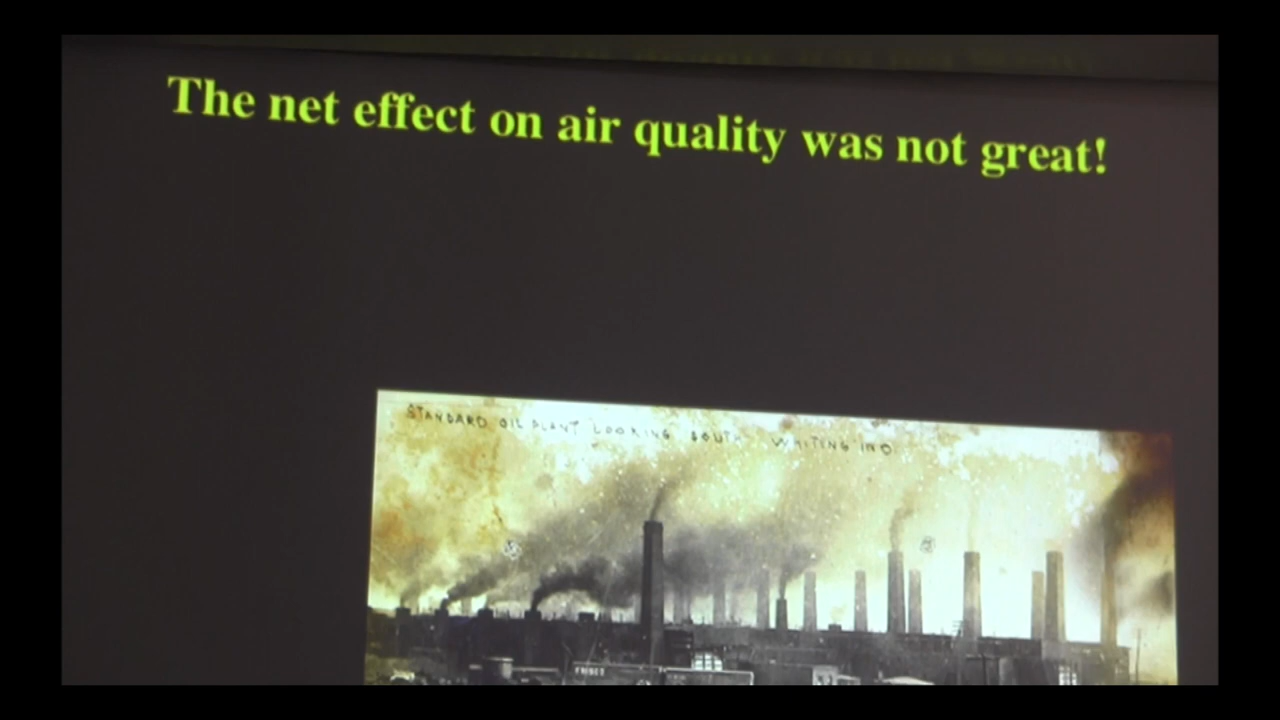 The net effect on air quality was not great!
STANDARD OIL PLANT LOOKING SOUTH WHITING IND